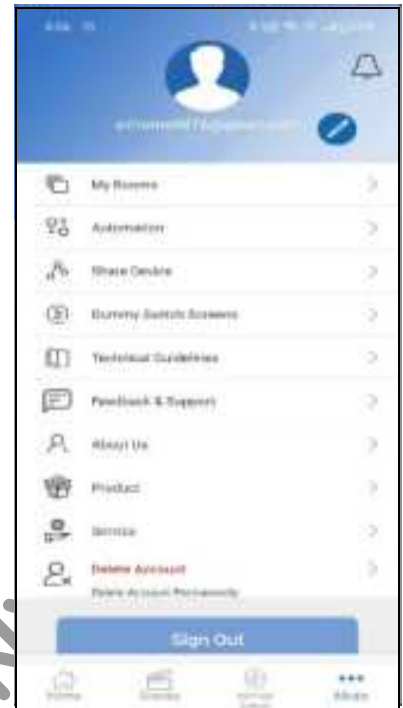 My Rooms
Automation
Share Device
Dummy Switch Screens
Technical Guidelines
Feedback & Support
About Us
Product
Service
Delete Account
Delete Account Permanently
Sign Out
Home
Scenes
More